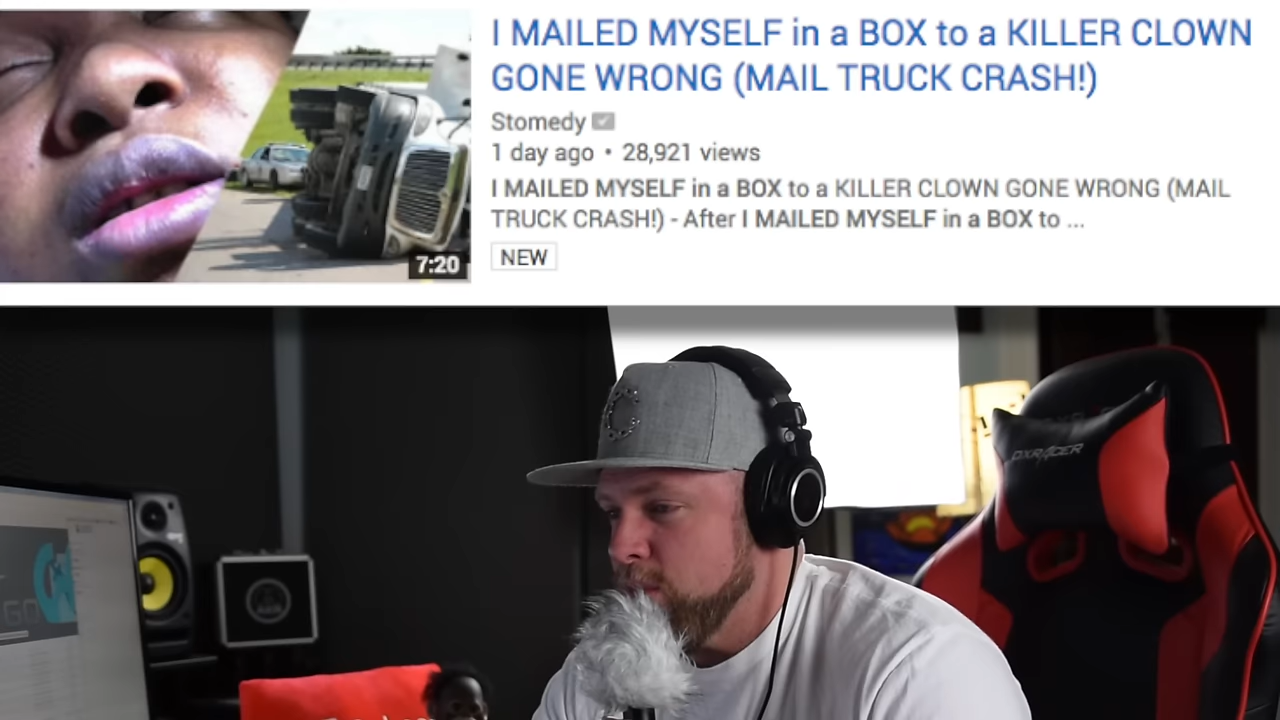 I MAILED MYSELF in a BOX to a KILLER CLOWN
GONE WRONG (MAIL TRUCK CRASH!)
Stomedy
1 day ago • 28,921 views
I MAILED MYSELF in a BOX to a KILLER CLOWN GONE WRONG (MAIL
TRUCK CRASH!) - After I MAILED MYSELF in a BOX to ...
NEW
7:20
C
DXRACER